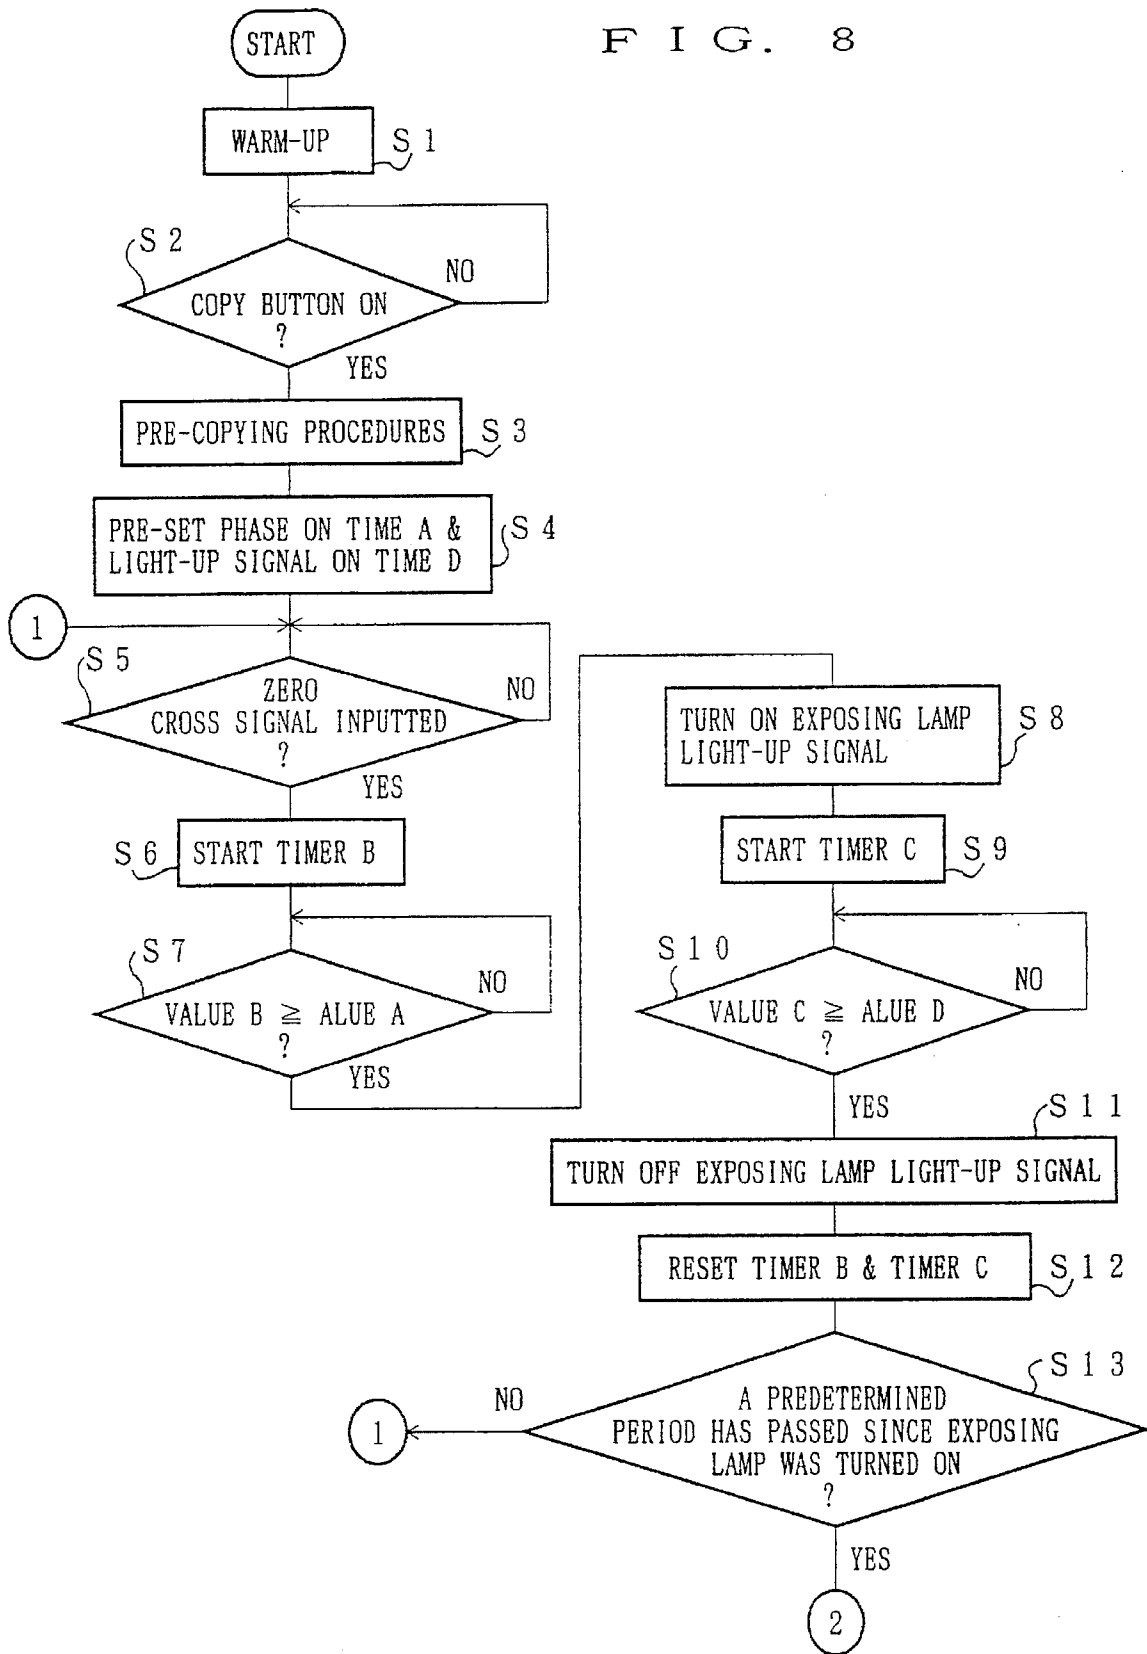 F I G. 8
START
WARM-UP
S 1
S 2
NO
COPY BUTTON ON
?
YES
PRE-COPYING PROCEDURES
S 3
PRE-SET PHASE ON TIME A &
LIGHT-UP SIGNAL ON TIME D
S 4
1
S 5
ZERO
CROSS SIGNAL INPUTTED
?
NO
YES
S 6
START TIMER B
S 7
NO
VALUE B ≧ ALUE A
?
YES
TURN ON EXPOSING LAMP
LIGHT-UP SIGNAL
S 8
START TIMER C
S 9
S 1 0
NO
VALUE C ≧ ALUE D
?
YES
S 1 1
TURN OFF EXPOSING LAMP LIGHT-UP SIGNAL
RESET TIMER B & TIMER C
S 1 2
S 1 3
NO
1
A PREDETERMINED
PERIOD HAS PASSED SINCE EXPOSING
LAMP WAS TURNED ON
?
YES
2